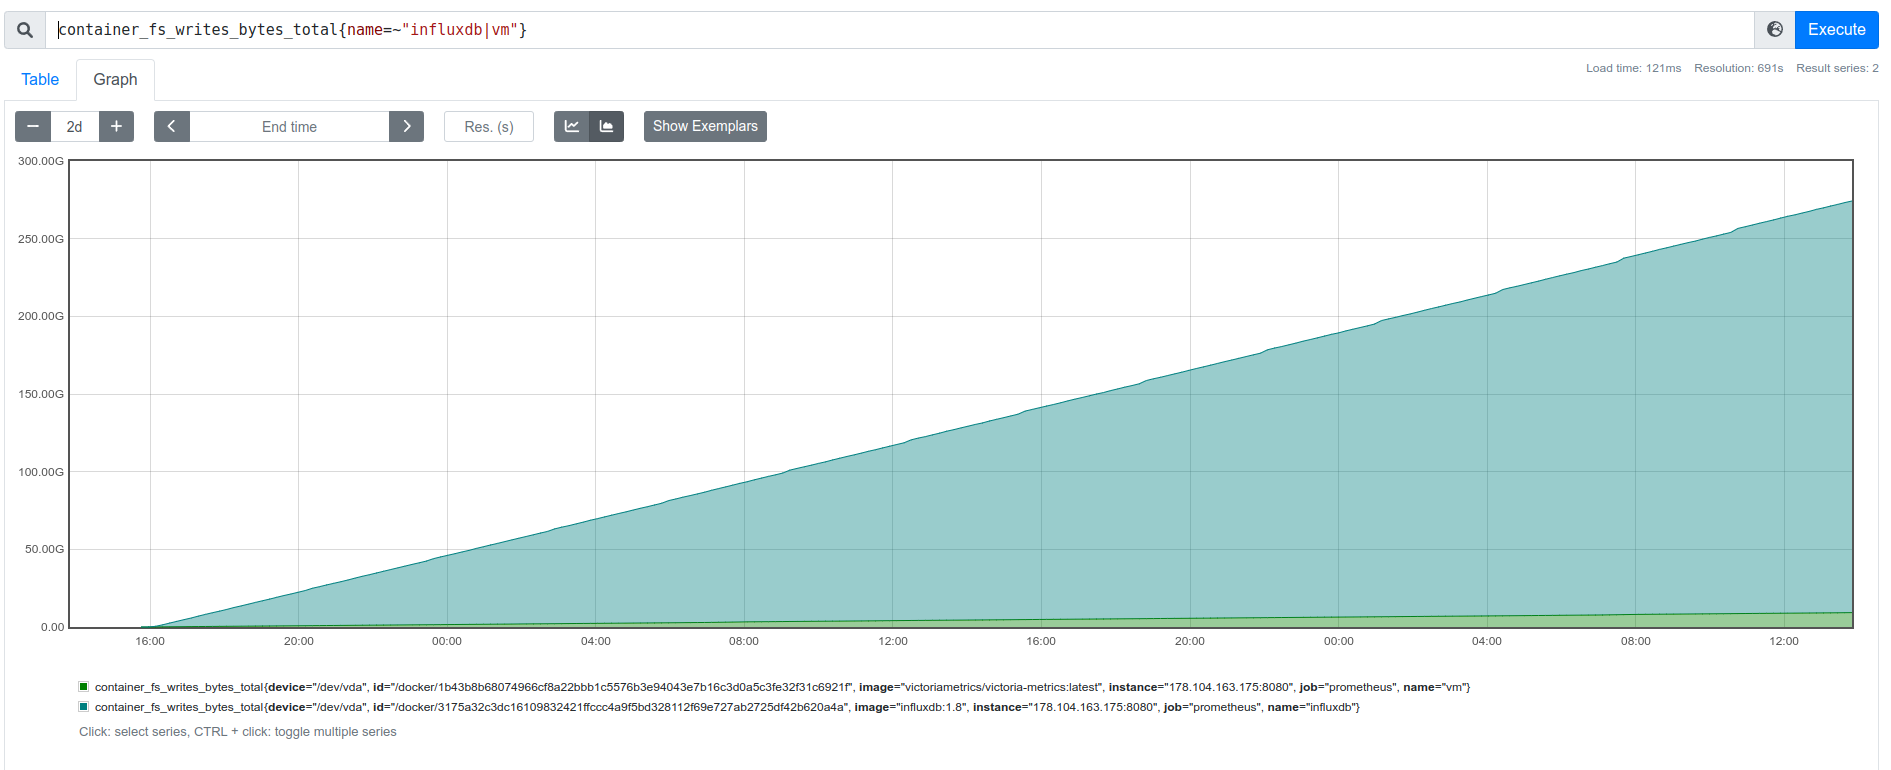 container_fs_writes_bytes_total{name=~"influxdb|vm"}
Execute
Table
Graph
Load time: 121ms Resolution: 691s Result series: 2
2d
End time
Res. (s)
Show Exemplars
300.00G
250.00G
200.00G
150.00G
100.00G
50.00G
0.00
16:00 20:00 00:00 04:00 08:00 12:00 16:00 20:00 00:00 04:00 08:00 12:00
container_fs_writes_bytes_total{device="/dev/vda", id="/docker/1b43b8b68074966cf8a22bbb1c5576b3e94043e7b16c3d0a5c3fe32f31c6921f", image="victoriametrics/victoria-metrics:latest", instance="178.104.163.175:8080", job="prometheus", name="vm"}
container_fs_writes_bytes_total{device="/dev/vda", id="/docker/3175a32c3dc16109832421ffccc4a9f5bd328112f69e727ab2725df42b620a4a", image="influxdb:1.8", instance="178.104.163.175:8080", job="prometheus", name="influxdb"}
Click: select series, CTRL + click: toggle multiple series